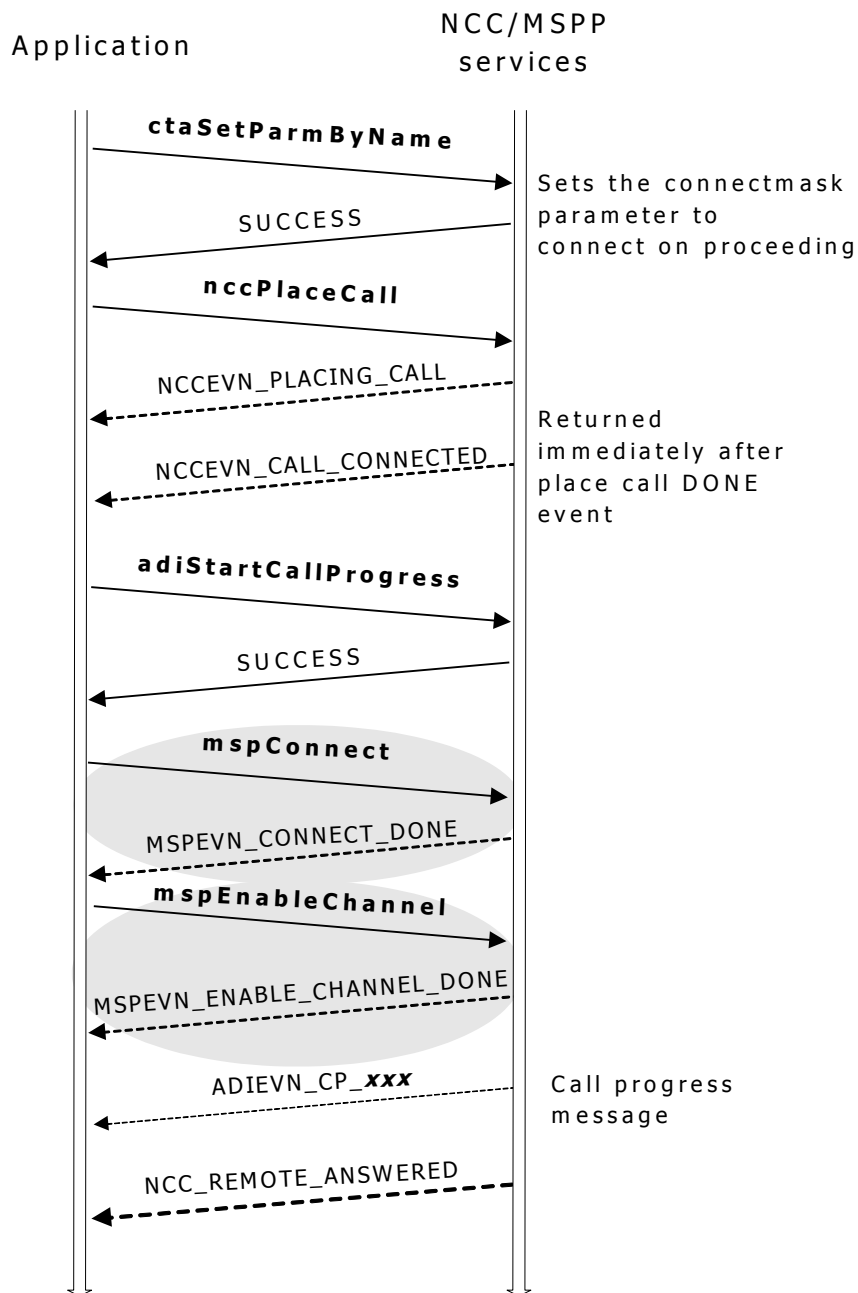 Application
NCC/MSPP
services
ctaSetParmByName
Sets the connectmask
parameter to
connect on proceeding
SUCCESS
nccPlaceCall
NCCEVN_PLACING_CALL
Returned
immediately after
place call DONE
event
NCCEVN_CALL_CONNECTED
adiStartCallProgress
SUCCESS
mspConnect
MSPEVN_CONNECT_DONE
mspEnableChannel
MSPEVN_ENABLE_CHANNEL_DONE
ADIEVN_CP_xxx
Call progress
message
NCC_REMOTE_ANSWERED